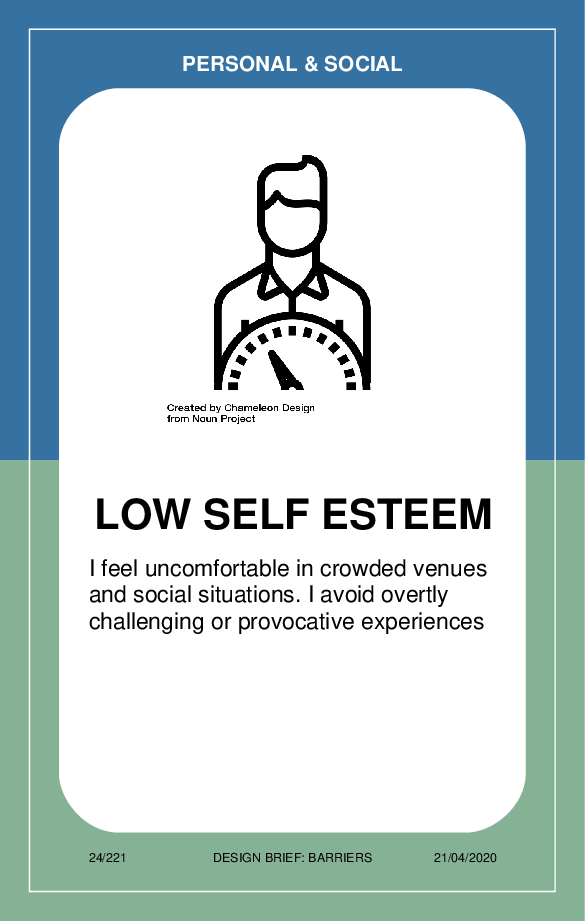 PERSONAL & SOCIAL
Created by Chameleon Design
from Noun Project
LOW SELF ESTEEM
I feel uncomfortable in crowded venues
and social situations. I avoid overtly
challenging or provocative experiences
24/221 DESIGN BRIEF: BARRIERS 21/04/2020